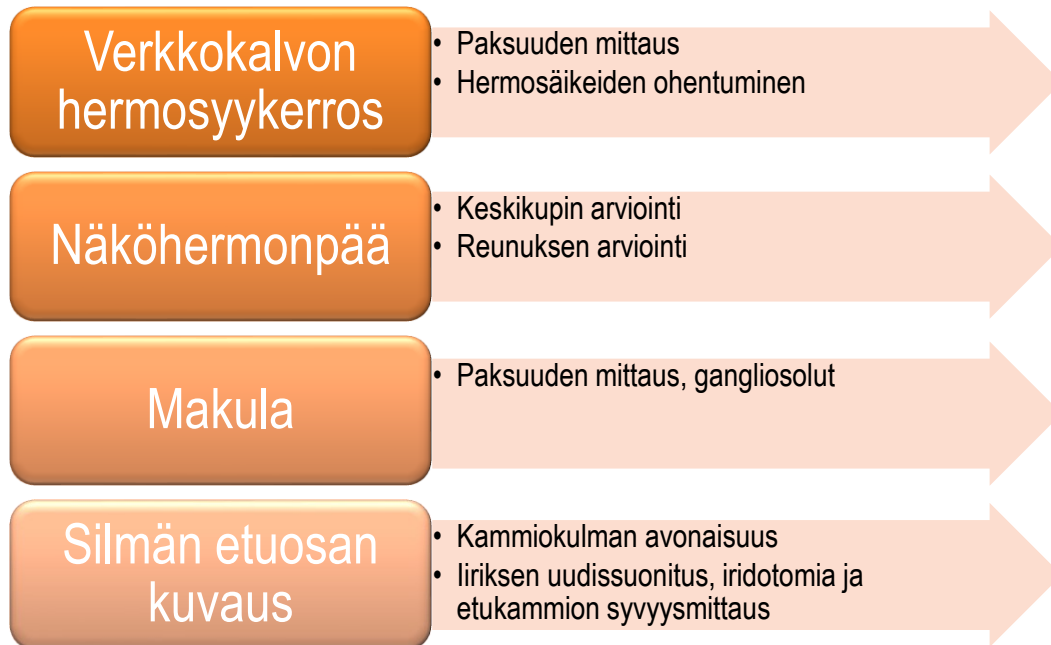 Verkkokalvon
hermosyykerros
• Paksuuden mittaus
• Hermosäikeiden ohentuminen
Näköhermonpää
• Keskikupin arviointi
• Reunuksen arviointi
Makula
• Paksuuden mittaus, gangliosolut
Silmän etuosan
kuvaus
• Kammiokulman avonaisuus
• Iiriksen uudissuonitus, iridotomia ja
etukammion syvyysmittaus